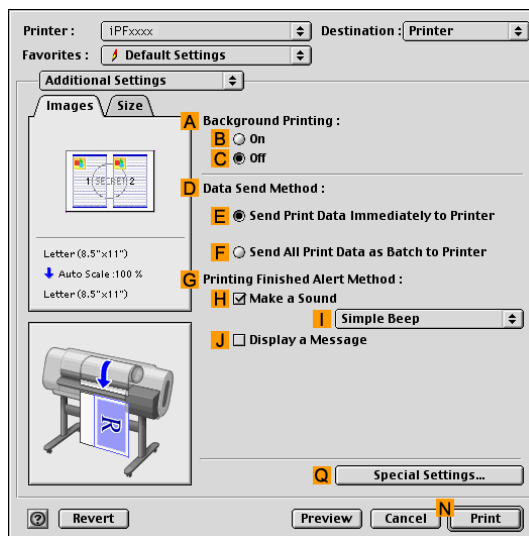 Printer : iPFxxxx Destination : Printer
Favorites : Default Settings
Additional Settings
Images Size
A Background Printing :
B On
C Off
1 SECRET 2
D Data Send Method :
E Send Print Data Immediately to Printer
Letter (8.5"x11")
F Send All Print Data as Batch to Printer
Auto Scale :100 %
Letter (8.5"x11")
G Printing Finished Alert Method :
H Make a Sound
I Simple Beep
J Display a Message
R
Q Special Settings...
? Revert Preview Cancel N Print